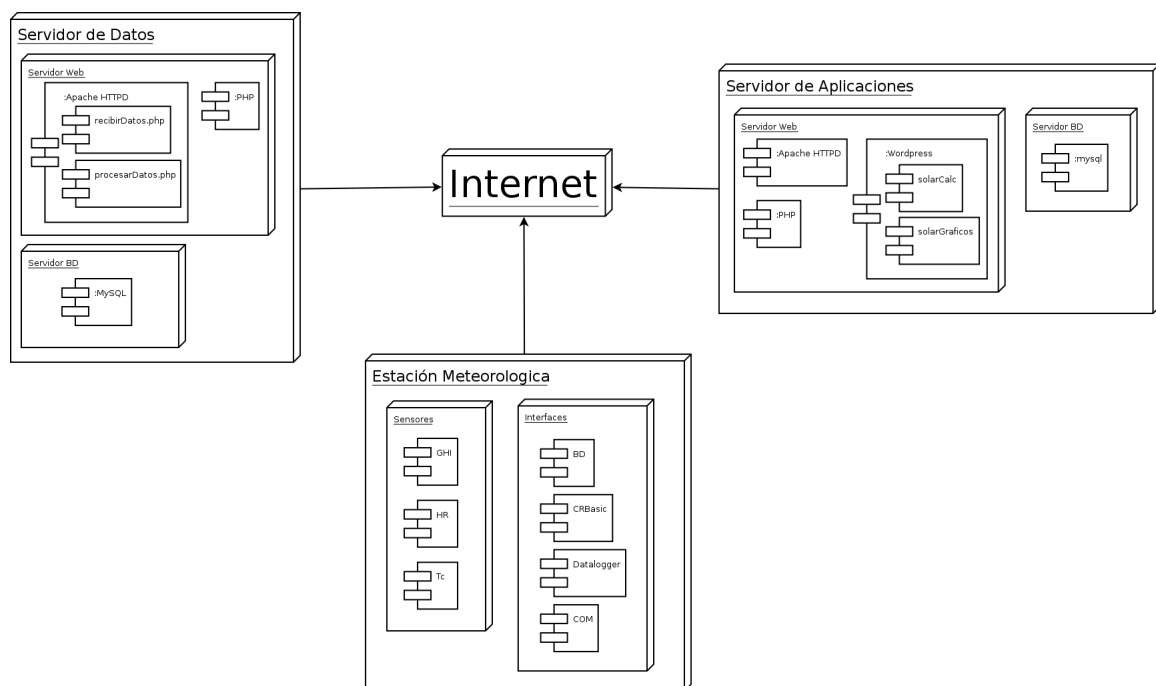 Servidor de Datos
Servidor Web
:Apache HTTPD
recibirDatos.php
procesarDatos.php
:PHP
Servidor BD
:MySQL
Internet
Servidor de Aplicaciones
Servidor Web
:Apache HTTPD
:PHP
:Wordpress
solarCalc
solarGraficos
Servidor BD
:mysql
Estación Meteorologica
Sensores
GHI
HR
Tc
Interfaces
BD
CRBasic
Datalogger
COM